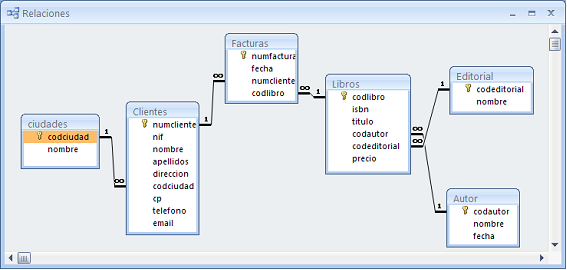 Relaciones
ciudades
codciudad
nombre
1
∞
Clientes
numcliente
nif
nombre
apellidos
direccion
codciudad
cp
telefono
email
1
∞
Facturas
numfactura
fecha
numcliente
codlibro
∞
1
Libros
codlibro
isbn
titulo
codautor
codeditorial
precio
∞
∞
1
1
Editorial
codeditorial
nombre
Autor
codautor
nombre
fecha